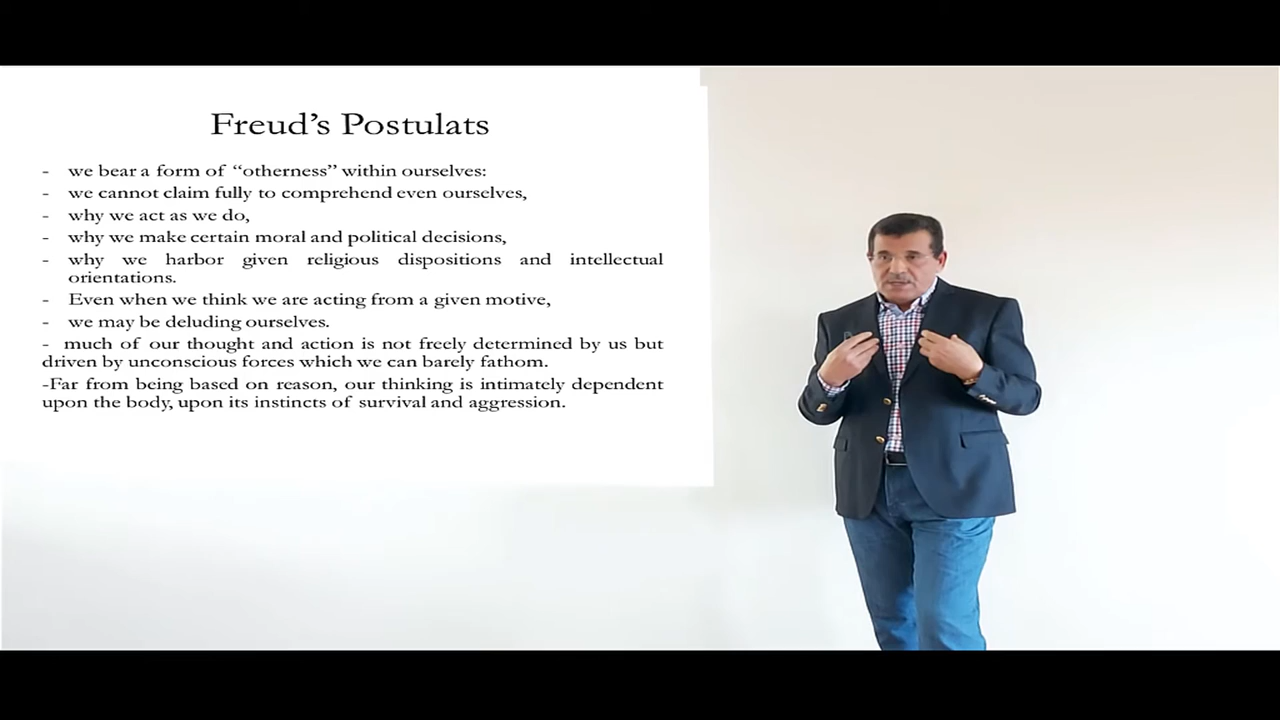 Freud's Postulats
- we bear a form of “otherness” within ourselves:
- we cannot claim fully to comprehend even ourselves,
- why we act as we do,
- why we make certain moral and political decisions,
- why we harbor given religious dispositions and intellectual
orientations.
- Even when we think we are acting from a given motive,
- we may be deluding ourselves.
- much of our thought and action is not freely determined by us but
driven by unconscious forces which we can barely fathom.
-Far from being based on reason, our thinking is intimately dependent
upon the body, upon its instincts of survival and aggression.